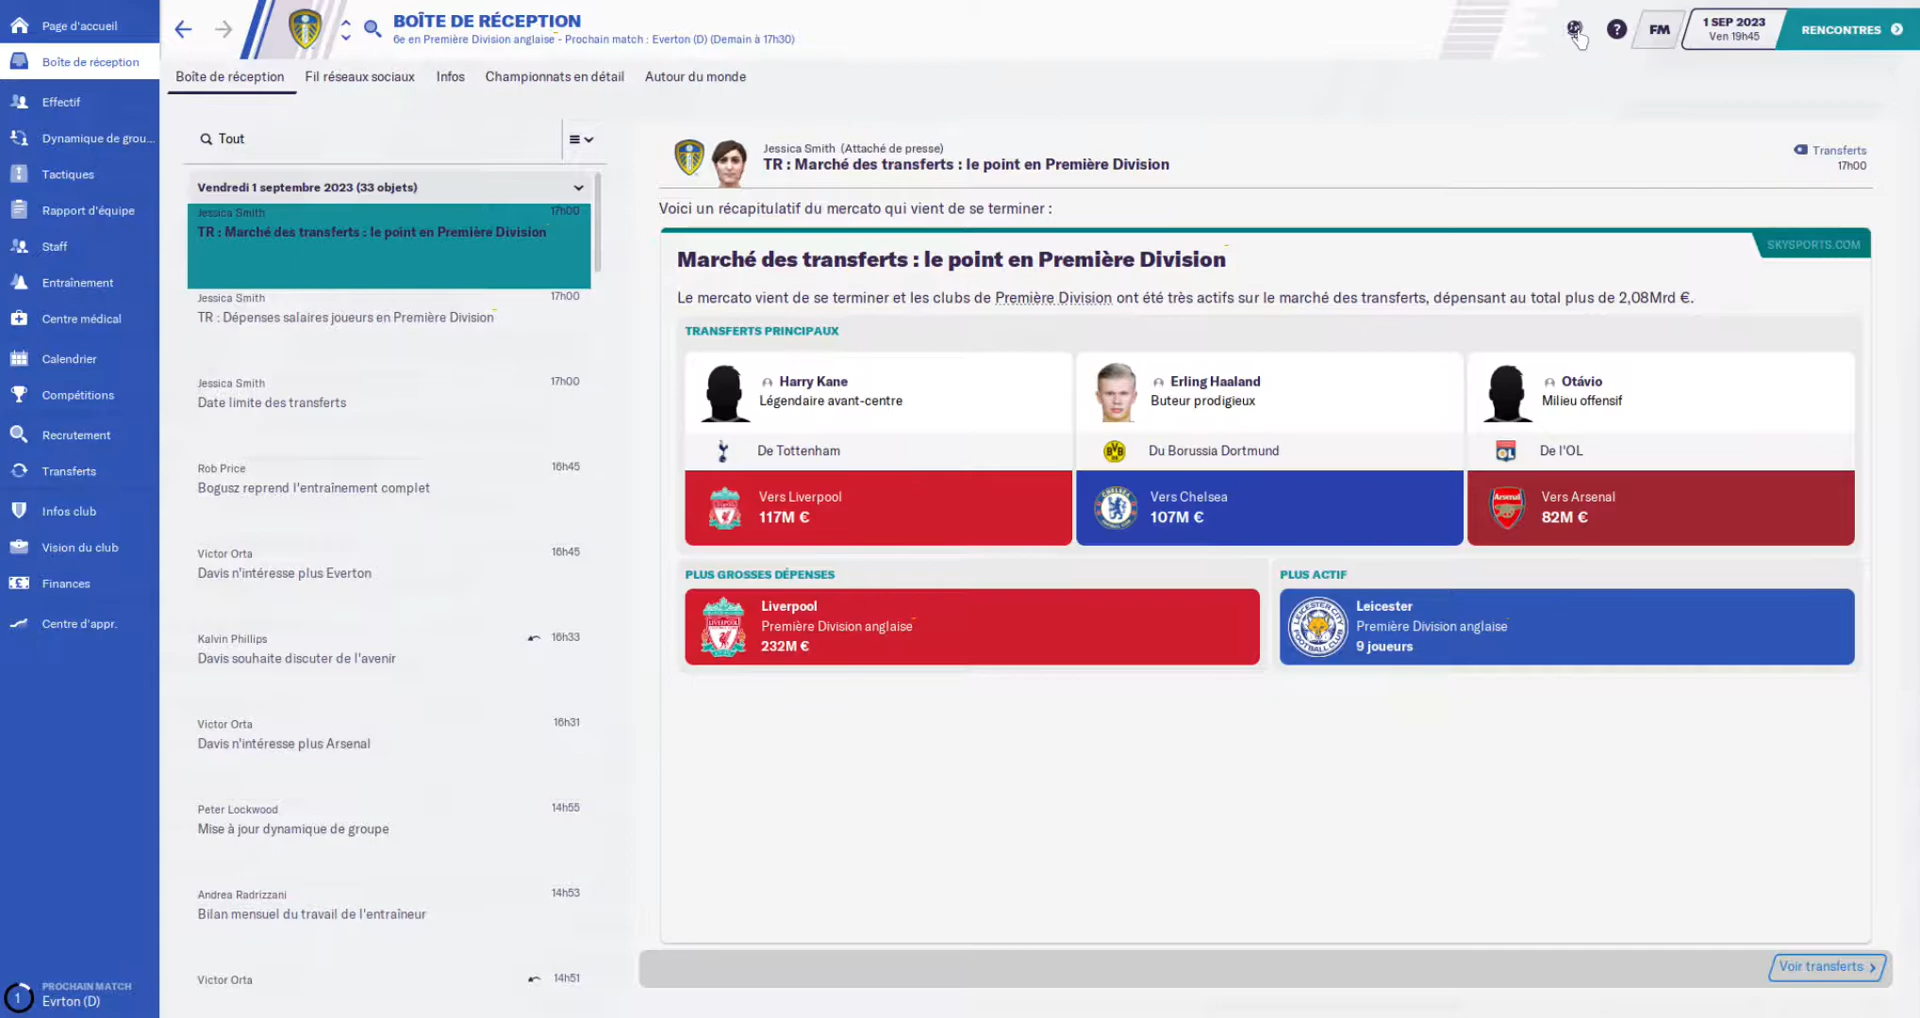 Page d'accueil
Boîte de réception
Effectif
Dynamique de grou...
Tactiques
Rapport d'équipe
Staff
Entraînement
Centre médical
Calendrier
Compétitions
Recrutement
Transferts
Infos club
Vision du club
Finances
Centre d'appr.
1
PROCHAIN MATCH
Evrton (D)
BOÎTE DE RÉCEPTION
6e en Première Division anglaise - Prochain match : Everton (D) (Demain à 17h30)
?
FM
1 SEP 2023
Ven 19h45
RENCONTRES
Boîte de réception Fil réseaux sociaux Infos Championnats en détail Autour du monde
Tout
Vendredi 1 septembre 2023 (33 objets)
Jessica Smith 17h00
TR : Marché des transferts : le point en Première Division
Jessica Smith 17h00
TR : Dépenses salaires joueurs en Première Division
Jessica Smith 17h00
Date limite des transferts
Rob Price 16h45
Bogusz reprend l'entraînement complet
Victor Orta 16h45
Davis n'intéresse plus Everton
Kalvin Phillips 16h33
Davis souhaite discuter de l'avenir
Victor Orta 16h31
Davis n'intéresse plus Arsenal
Peter Lockwood 14h55
Mise à jour dynamique de groupe
Andrea Radrizzani 14h53
Bilan mensuel du travail de l'entraîneur
Victor Orta 14h51
Jessica Smith (Attaché de presse)
TR : Marché des transferts : le point en Première Division
Transferts
17h00
Voici un récapitulatif du mercato qui vient de se terminer :
SKYSPORTS.COM
Marché des transferts : le point en Première Division
Le mercato vient de se terminer et les clubs de Première Division ont été très actifs sur le marché des transferts, dépensant au total plus de 2,08Mrd €.
TRANSFERTS PRINCIPAUX
Harry Kane
Légendaire avant-centre
De Tottenham
Vers Liverpool
117M €
Erling Haaland
Buteur prodigieux
Du Borussia Dortmund
Vers Chelsea
107M €
Otávio
Milieu offensif
De l'OL
Vers Arsenal
82M €
PLUS GROSSES DÉPENSES
Liverpool
Première Division anglaise
232M €
PLUS ACTIF
Leicester
Première Division anglaise
9 joueurs
Voir transferts